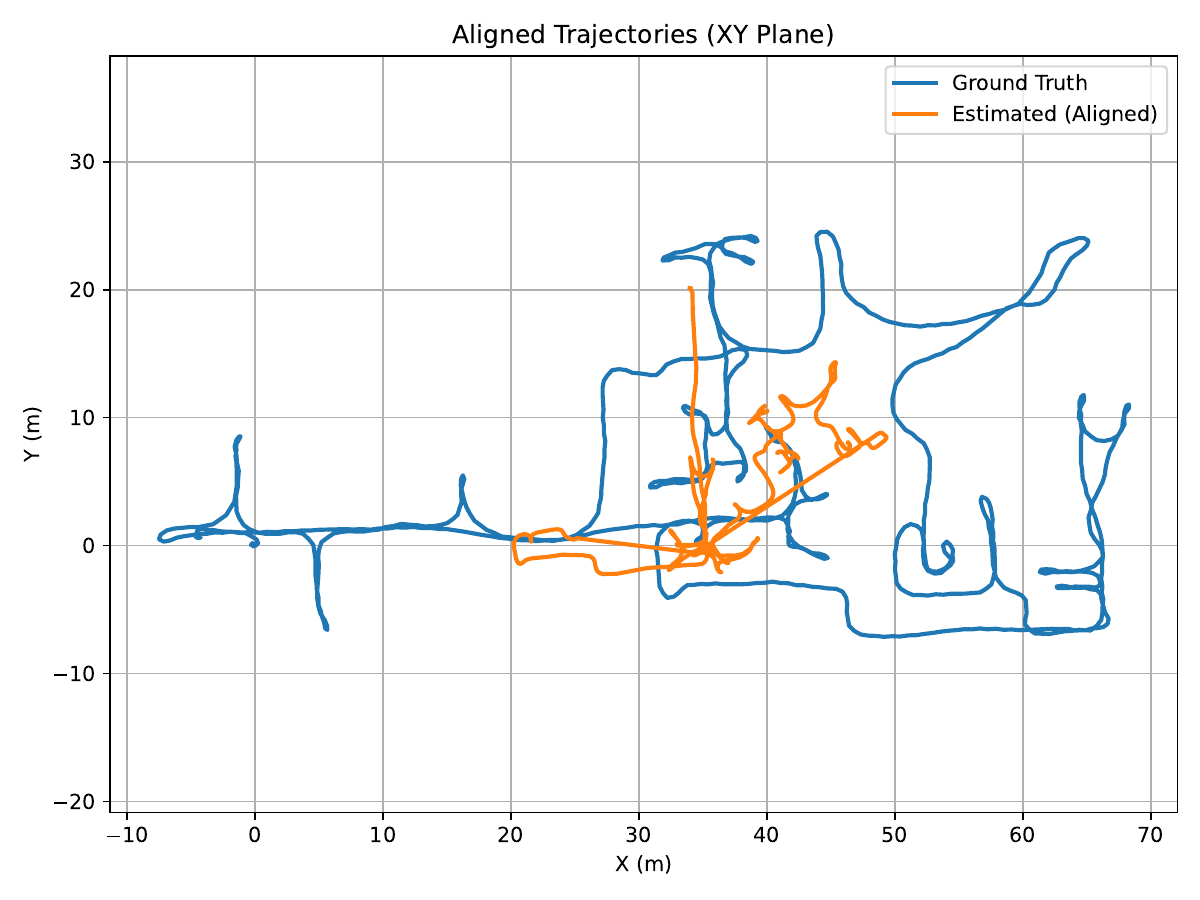 Aligned Trajectories (XY Plane)
Ground Truth
Estimated (Aligned)
Y (m)
30
20
10
0
−10
−20
−10 0 10 20 30 40 50 60 70
X (m)